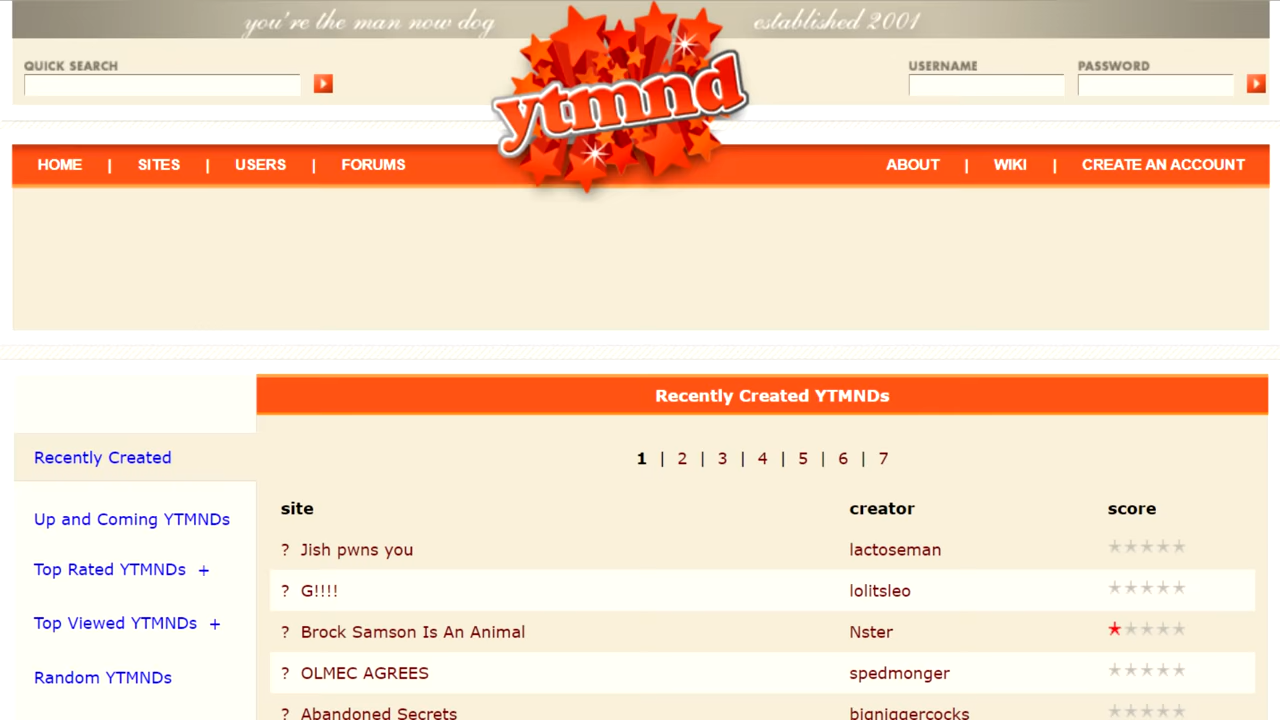 you're the man now dog
established 2001
ytmnd
QUICK SEARCH
USERNAME PASSWORD
HOME | SITES | USERS | FORUMS
ABOUT | WIKI | CREATE AN ACCOUNT
Recently Created YTMNDs
Recently Created
Up and Coming YTMNDs
Top Rated YTMNDs +
Top Viewed YTMNDs +
Random YTMNDs
1 | 2 | 3 | 4 | 5 | 6 | 7
site creator score
? Jish pwns you lactoseman
? G!!!! lolitsleo
? Brock Samson Is An Animal Nster
? OLMEC AGREES spedmonger
? Abandoned Secrets bigniggercocks